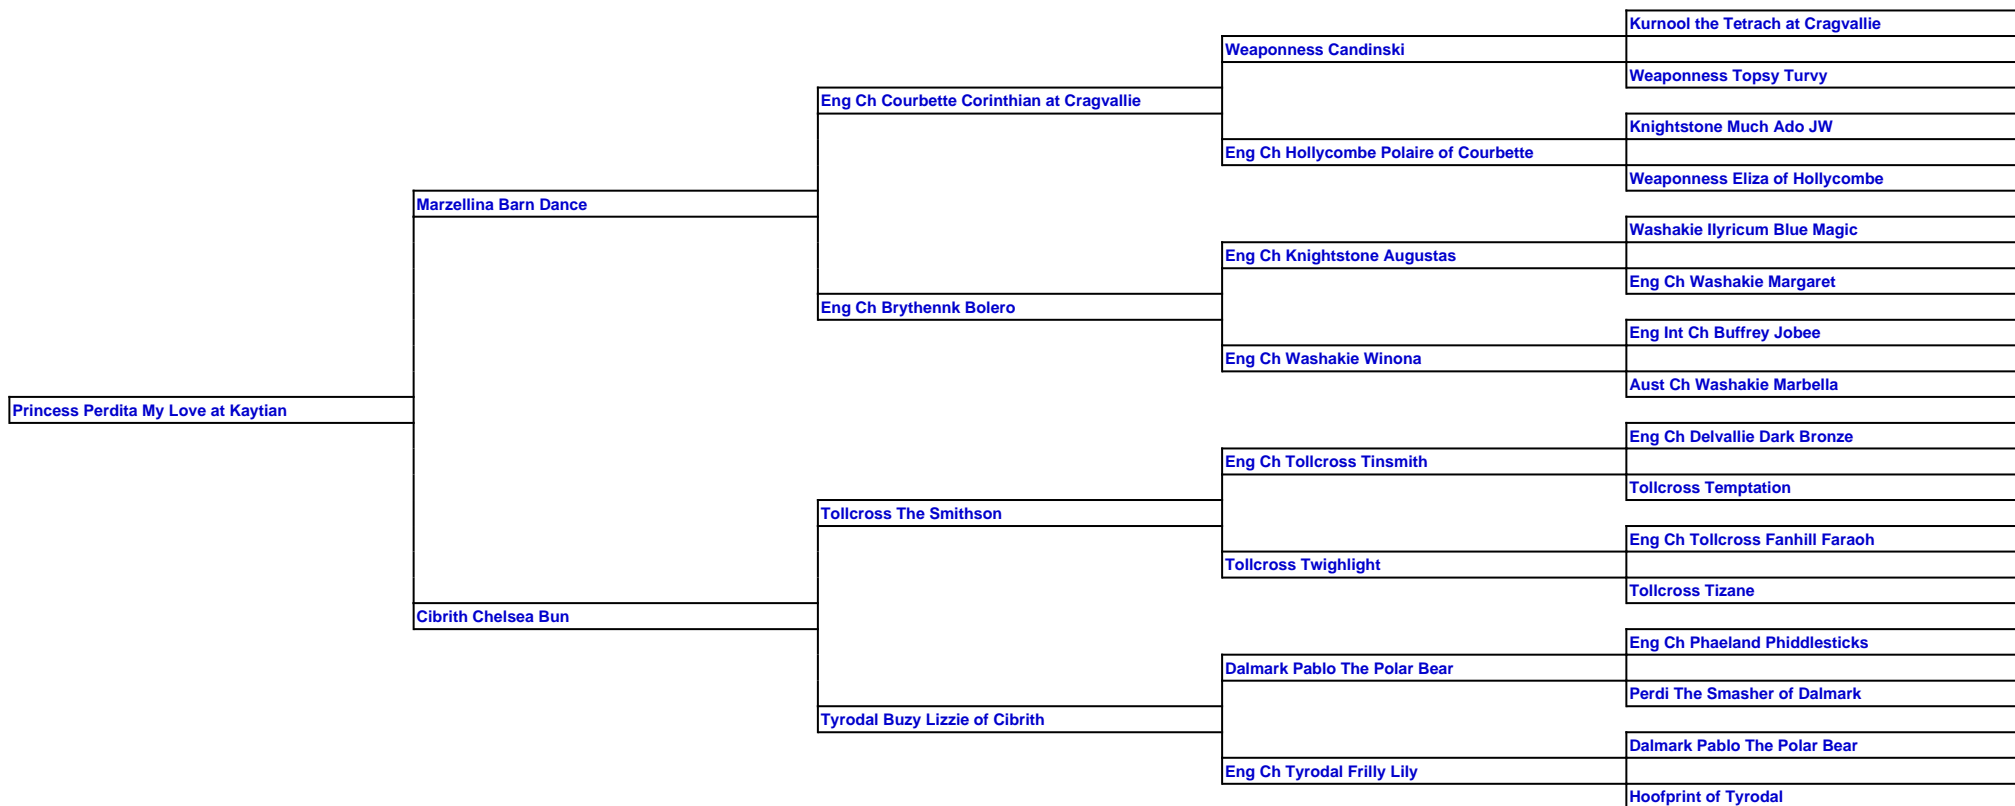 Kurnool the Tetrach at Cragvallie
Weaponness Candinski
Weaponness Topsy Turvy
Eng Ch Courbette Corinthian at Cragvallie
Knightstone Much Ado JW
Eng Ch Hollycombe Polaire of Courbette
Weaponness Eliza of Hollycombe
Marzellina Barn Dance
Washakie Ilyricum Blue Magic
Eng Ch Knightstone Augustas
Eng Ch Washakie Margaret
Eng Ch Brythennk Bolero
Eng Int Ch Buffrey Jobee
Eng Ch Washakie Winona
Aust Ch Washakie Marbella
Princess Perdita My Love at Kaytian
Eng Ch Delvallie Dark Bronze
Eng Ch Tollcross Tinsmith
Tollcross Temptation
Tollcross The Smithson
Eng Ch Tollcross Fanhill Faraoh
Tollcross Twighlight
Tollcross Tizane
Cibrith Chelsea Bun
Eng Ch Phaeland Phiddlesticks
Dalmark Pablo The Polar Bear
Perdi The Smasher of Dalmark
Tyrodal Buzy Lizzie of Cibrith
Dalmark Pablo The Polar Bear
Eng Ch Tyrodal Frilly Lily
Hoofprint of Tyrodal